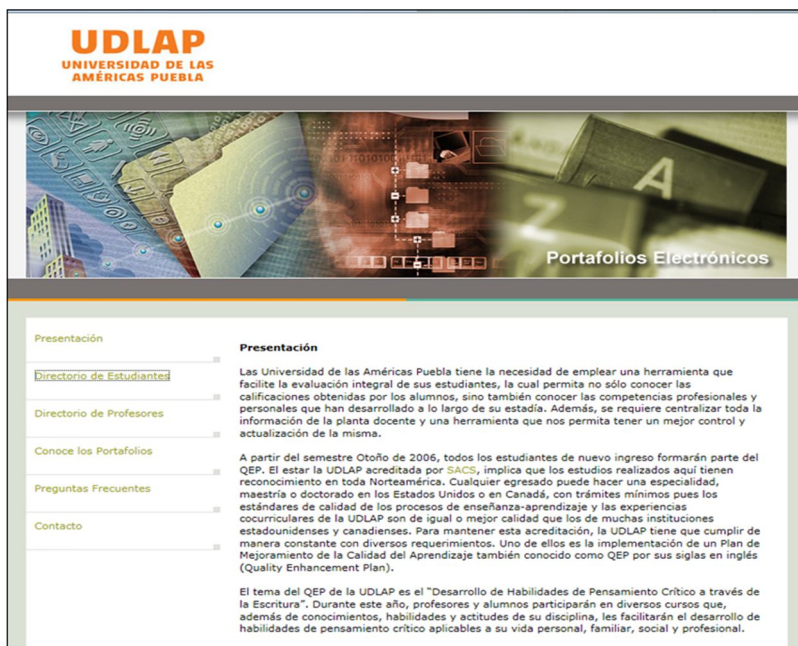 UDLAP
UNIVERSIDAD DE LAS
AMÉRICAS PUEBLA
A
Z
Portafolios Electrónicos
Presentación
Directorio de Estudiantes
Directorio de Profesores
Conoce los Portafolios
Preguntas Frecuentes
Contacto
Presentación
Las Universidad de las Américas Puebla tiene la necesidad de emplear una herramienta que
facilite la evaluación integral de sus estudiantes, la cual permita no sólo conocer las
calificaciones obtenidas por los alumnos, sino también conocer las competencias profesionales y
personales que han desarrollado a lo largo de su estadía. Además, se requiere centralizar toda la
información de la planta docente y una herramienta que nos permita tener un mejor control y
actualización de la misma.
A partir del semestre Otoño de 2006, todos los estudiantes de nuevo ingreso formarán parte del
QEP. El estar la UDLAP acreditada por SACS, implica que los estudios realizados aquí tienen
reconocimiento en toda Norteamérica. Cualquier egresado puede hacer una especialidad,
maestría o doctorado en los Estados Unidos o en Canadá, con trámites mínimos pues los
estándares de calidad de los procesos de enseñanza-aprendizaje y las experiencias
cocurriculares de la UDLAP son de igual o mejor calidad que los de muchas instituciones
estadounidenses y canadienses. Para mantener esta acreditación, la UDLAP tiene que cumplir de
manera constante con diversos requerimientos. Uno de ellos es la implementación de un Plan de
Mejoramiento de la Calidad del Aprendizaje también conocido como QEP por sus siglas en inglés
(Quality Enhancement Plan).
El tema del QEP de la UDLAP es el "Desarrollo de Habilidades de Pensamiento Crítico a través de
la Escritura". Durante este año, profesores y alumnos participarán en diversos cursos que,
además de conocimientos, habilidades y actitudes de su disciplina, les facilitarán el desarrollo de
habilidades de pensamiento crítico aplicables a su vida personal, familiar, social y profesional.